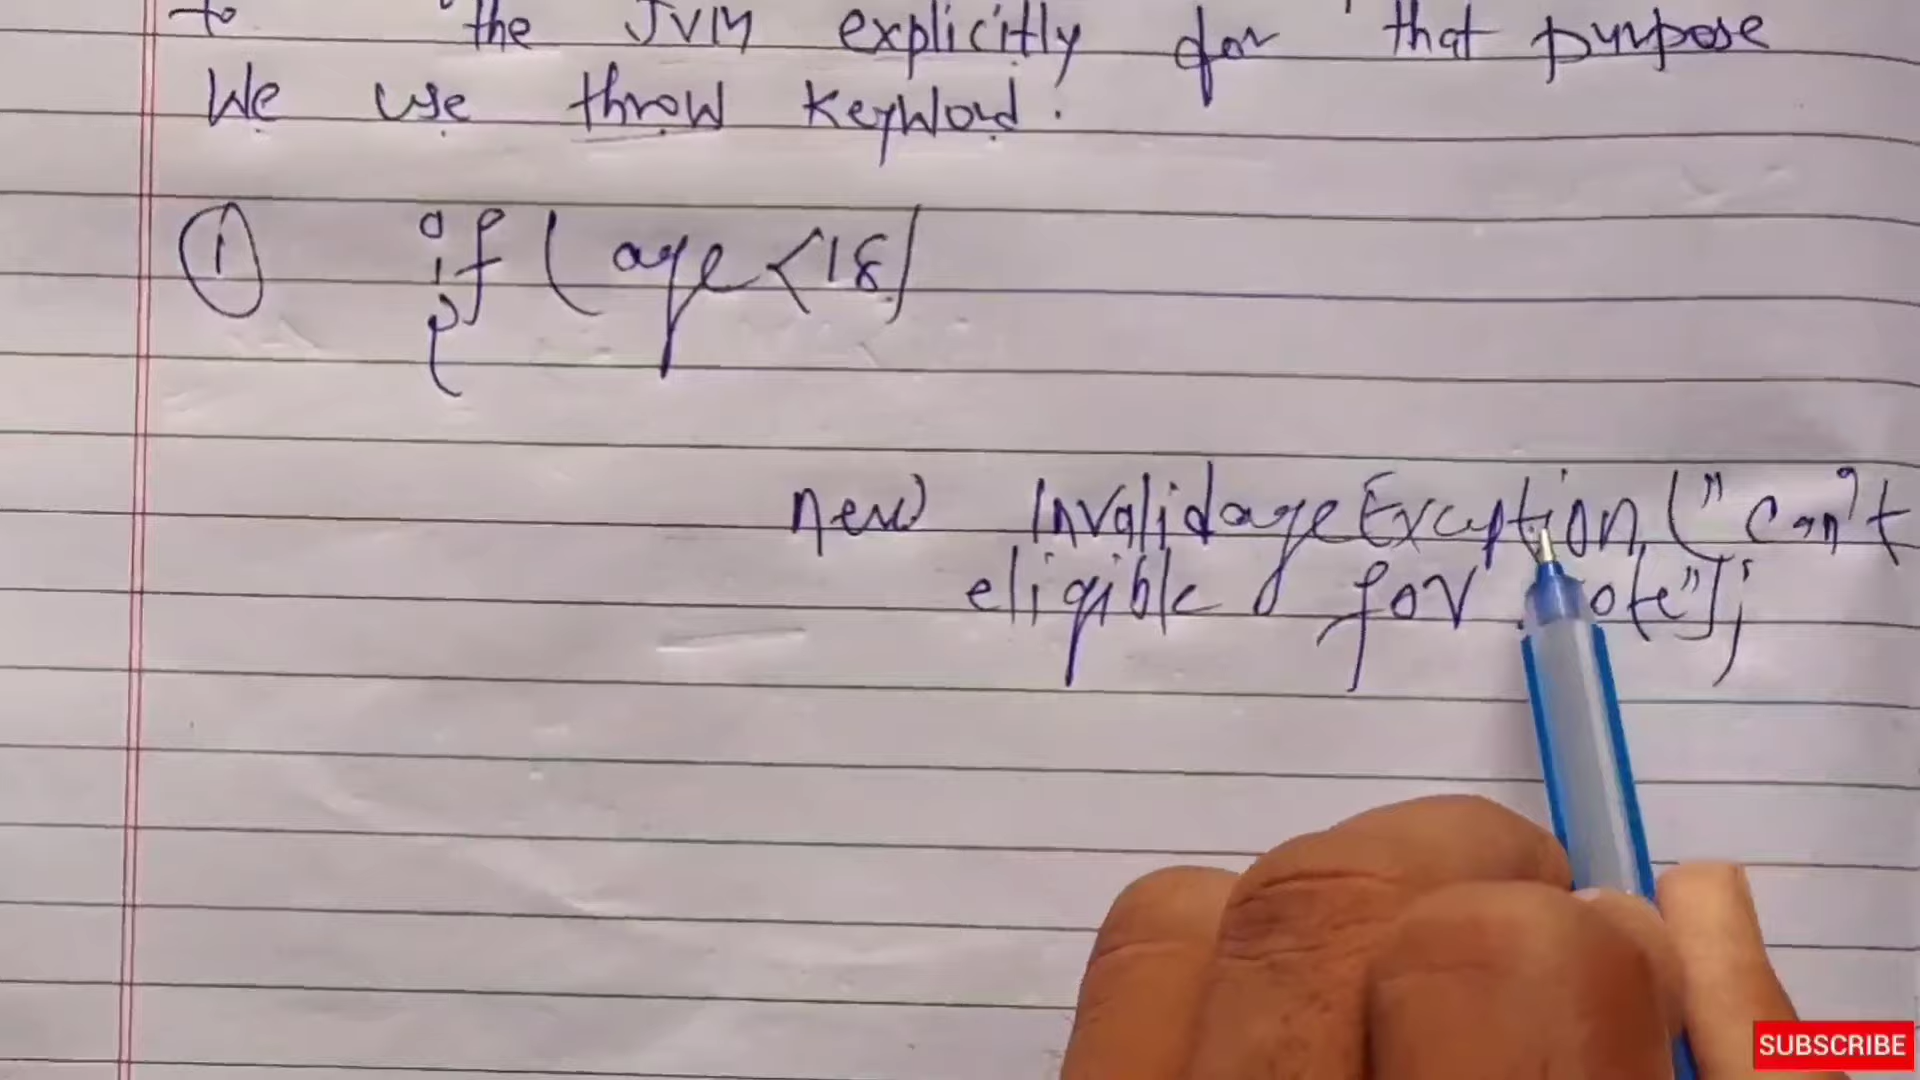 to the JVM explicitly for that purpose
We use throw keyword.
1 if ( age <18)
{
new InvalidageException ("Can't
eligible for vote");
SUBSCRIBE